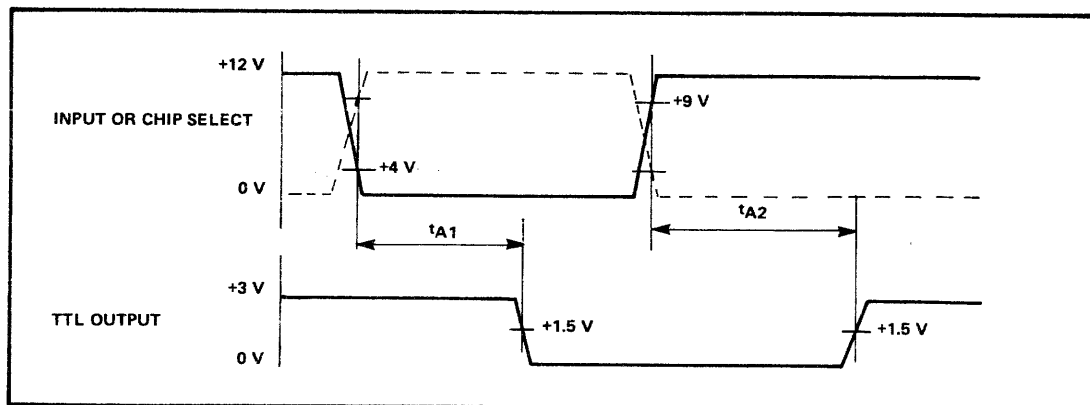 +12 V
INPUT OR CHIP SELECT
+9 V
+4 V
0 V
tA1
tA2
+3 V
TTL OUTPUT
+1.5 V
+1.5 V
0 V